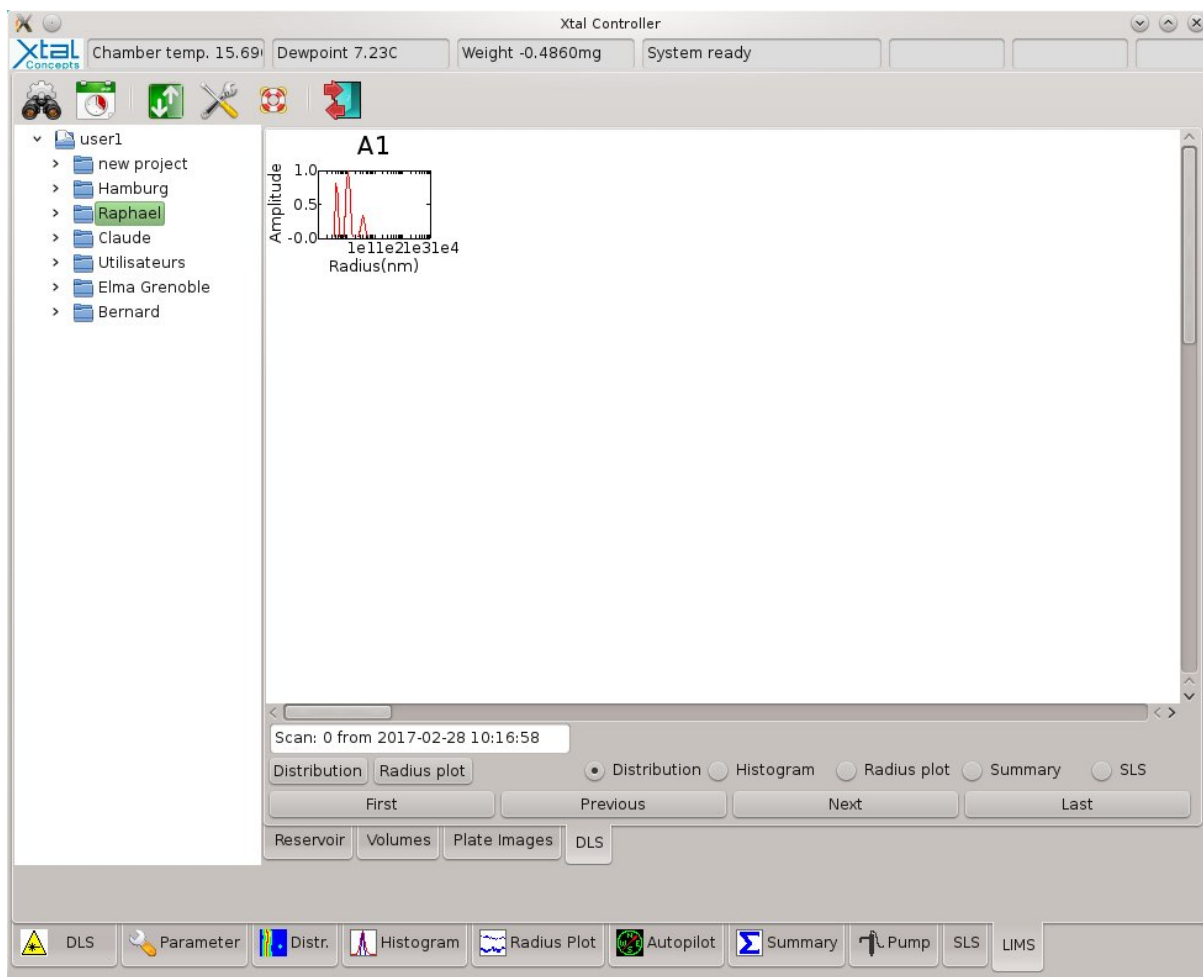 Xtal Controller
Xtal Concepts Chamber temp. 15.69 Dewpoint 7.23C Weight -0.4860mg System ready
user1
new project
Hamburg
Raphael
Claude
Utilisateurs
Elma Grenoble
Bernard
A1
Amplitude
1.0
0.5
-0.0
1e11e21e31e4
Radius(nm)
Scan: 0 from 2017-02-28 10:16:58
Distribution Radius plot Distribution Histogram Radius plot Summary SLS
First Previous Next Last
Reservoir Volumes Plate Images DLS
DLS Parameter Distr. Histogram Radius Plot Autopilot Summary Pump SLS LIMS